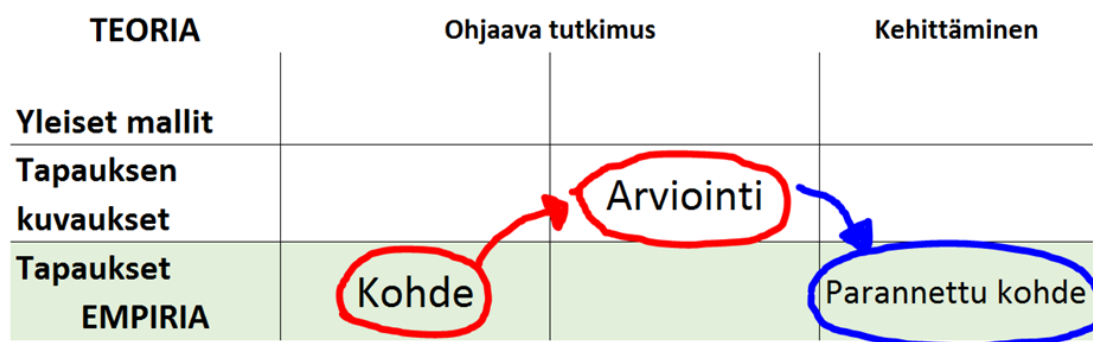 TEORIA
Ohjaava tutkimus
Kehittäminen
Yleiset mallit
Tapauksen
kuvaukset
Arviointi
Tapaukset
EMPIRIA
Kohde
Parannettu kohde